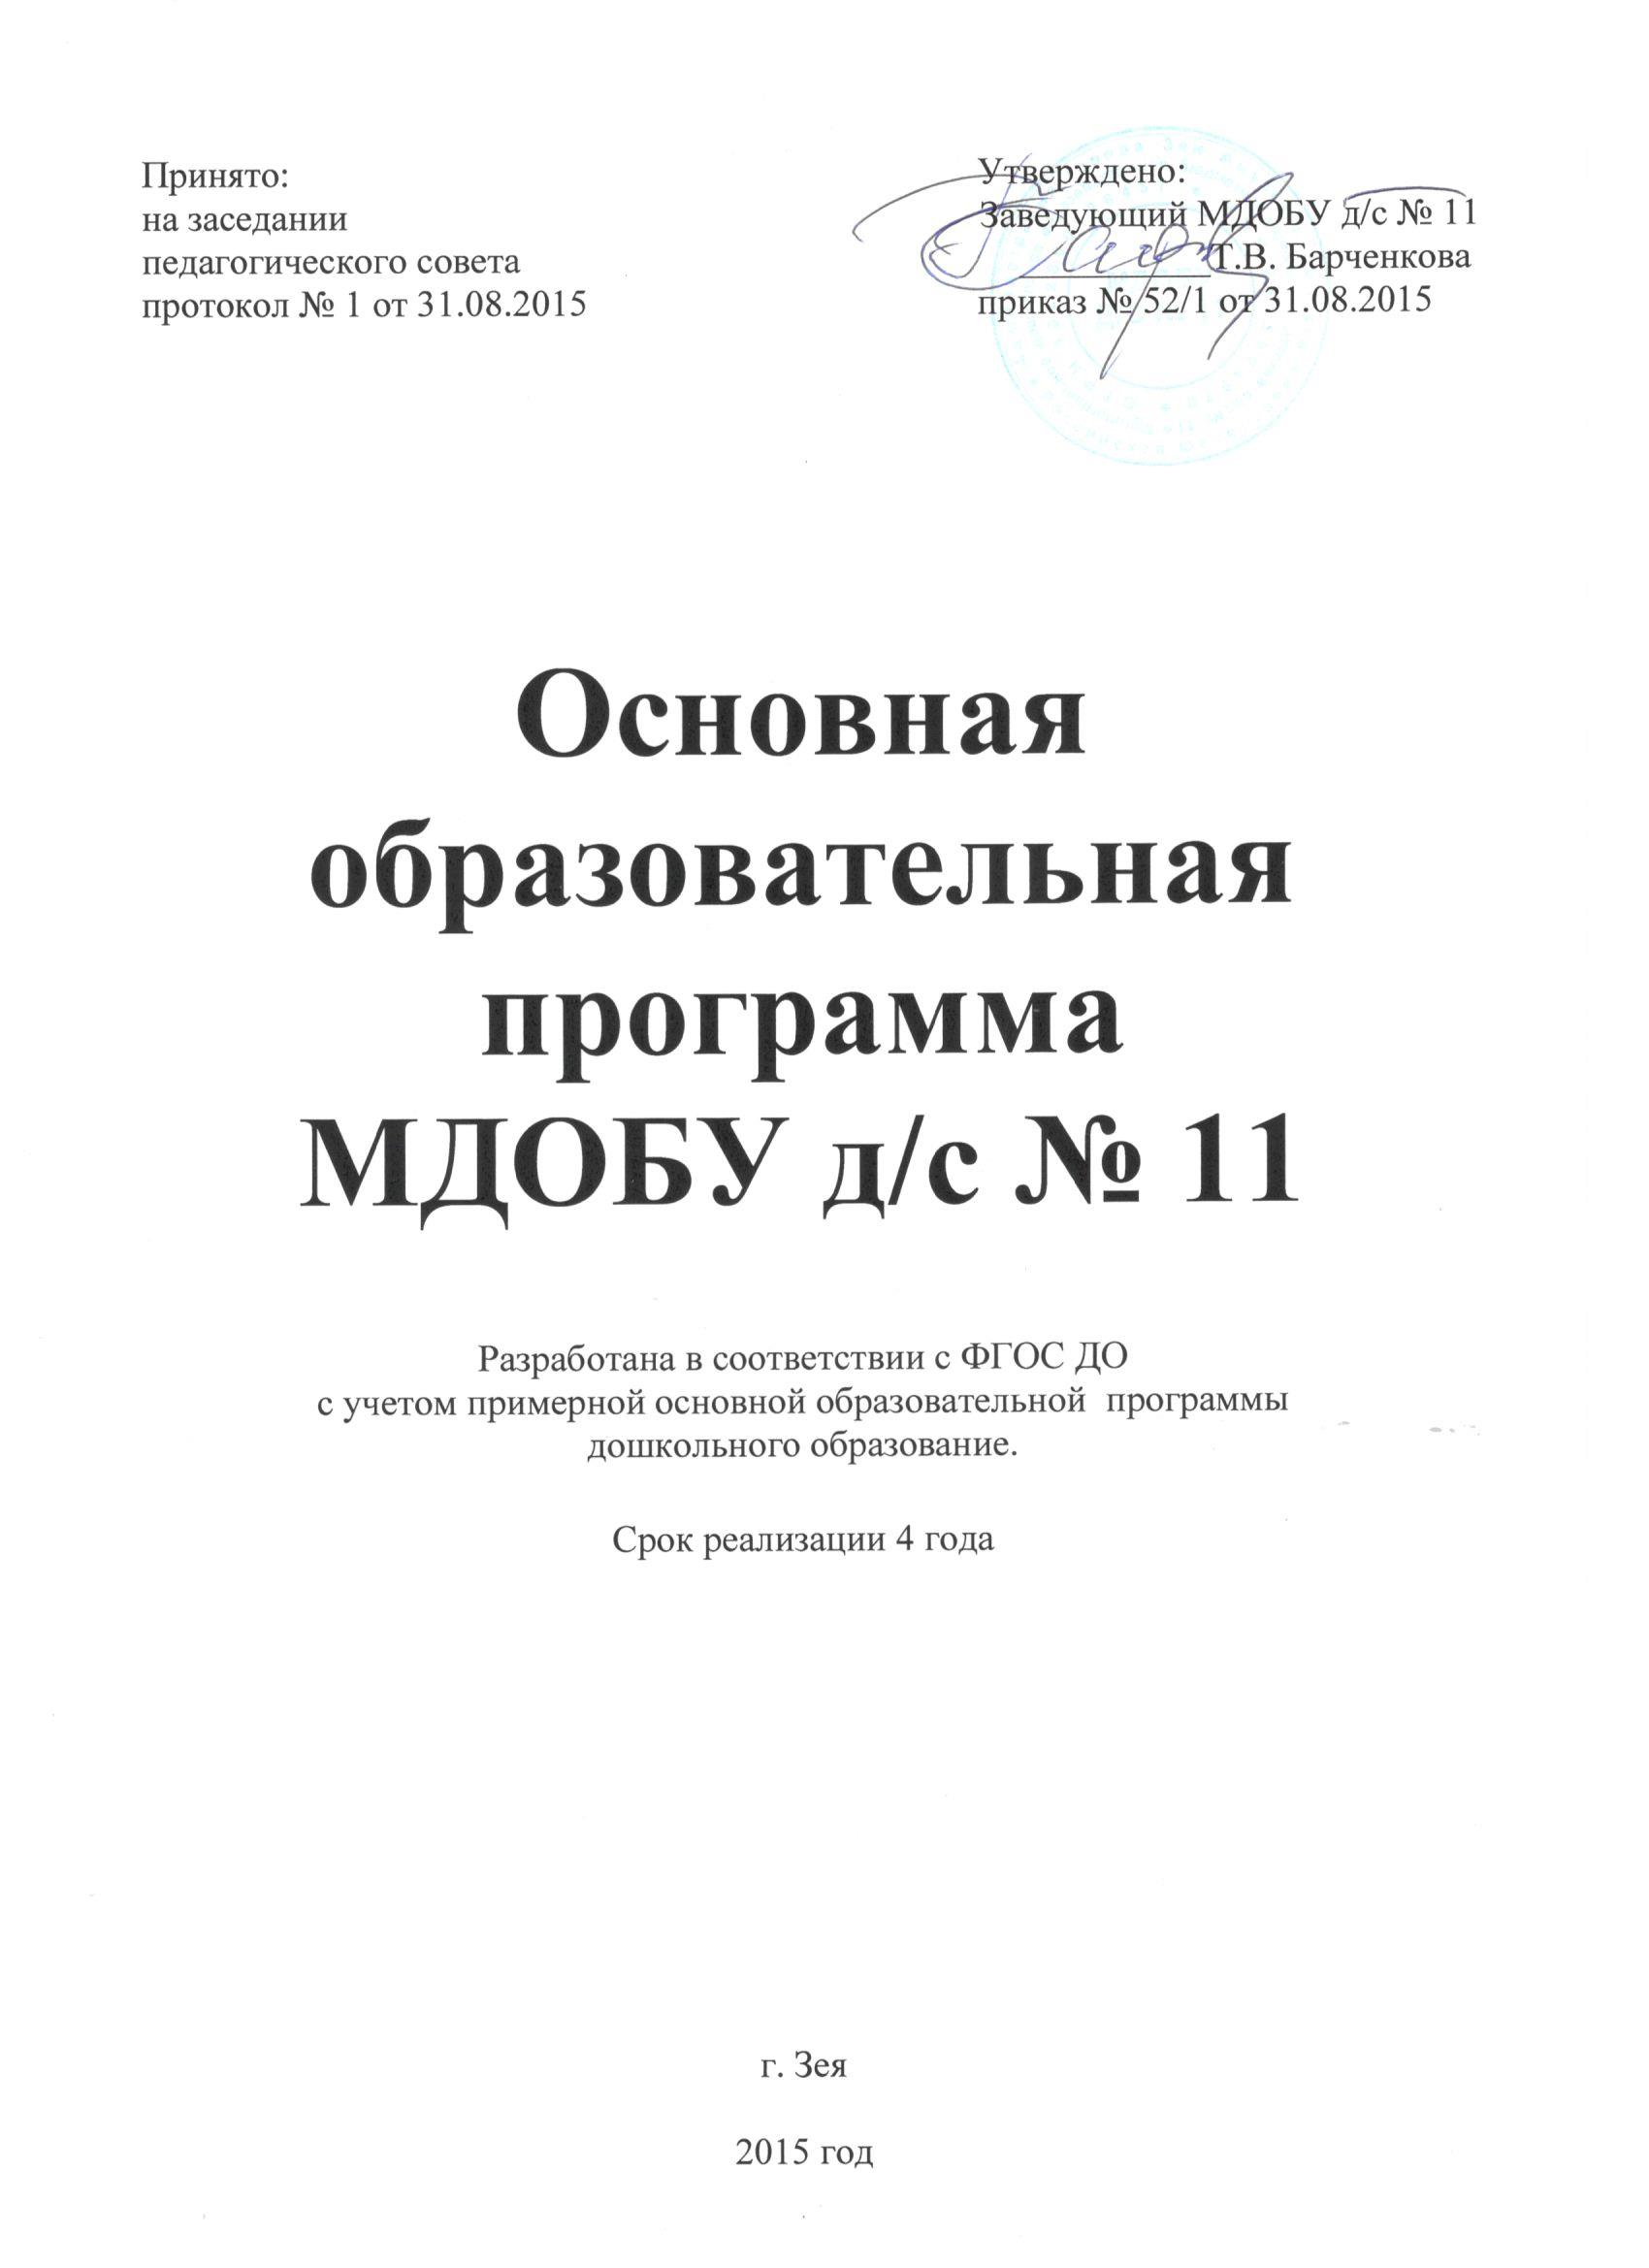 Принято:
на заседании
педагогического совета
протокол № 1 от 31.08.2015
Утверждено:
Заведующий МДОБУ д/с № 11
Т.В. Барченкова
приказ № 52/1 от 31.08.2015
Основная
образовательная
программа
МДОБУ д/с № 11
Разработана в соответствии с ФГОС ДО
с учетом примерной основной образовательной программы
дошкольного образование.
Срок реализации 4 года
г. Зея
2015 год